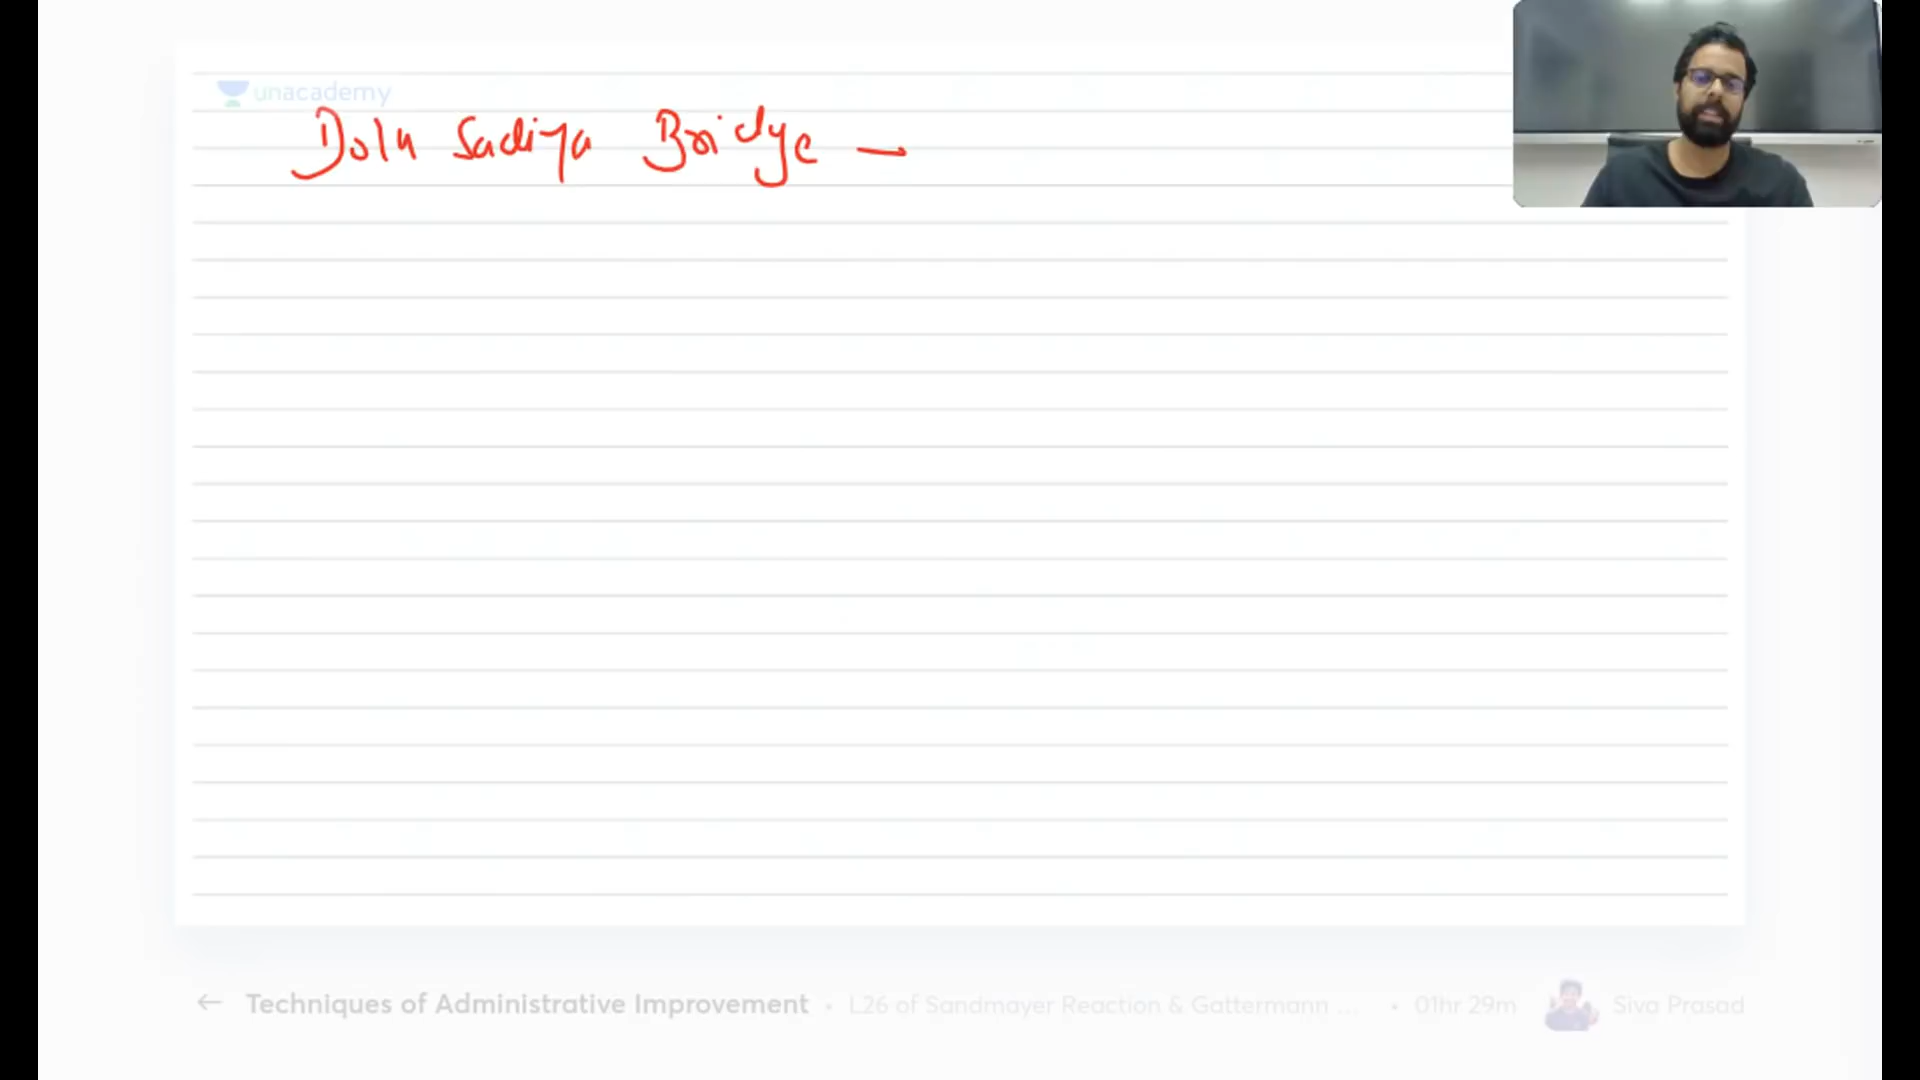 unacademy
Dola Sadiya Bridge —
← Techniques of Administrative Improvement • L26 of Sandmayer Reaction & Gattermann ... • 01hr 29m Siva Prasad